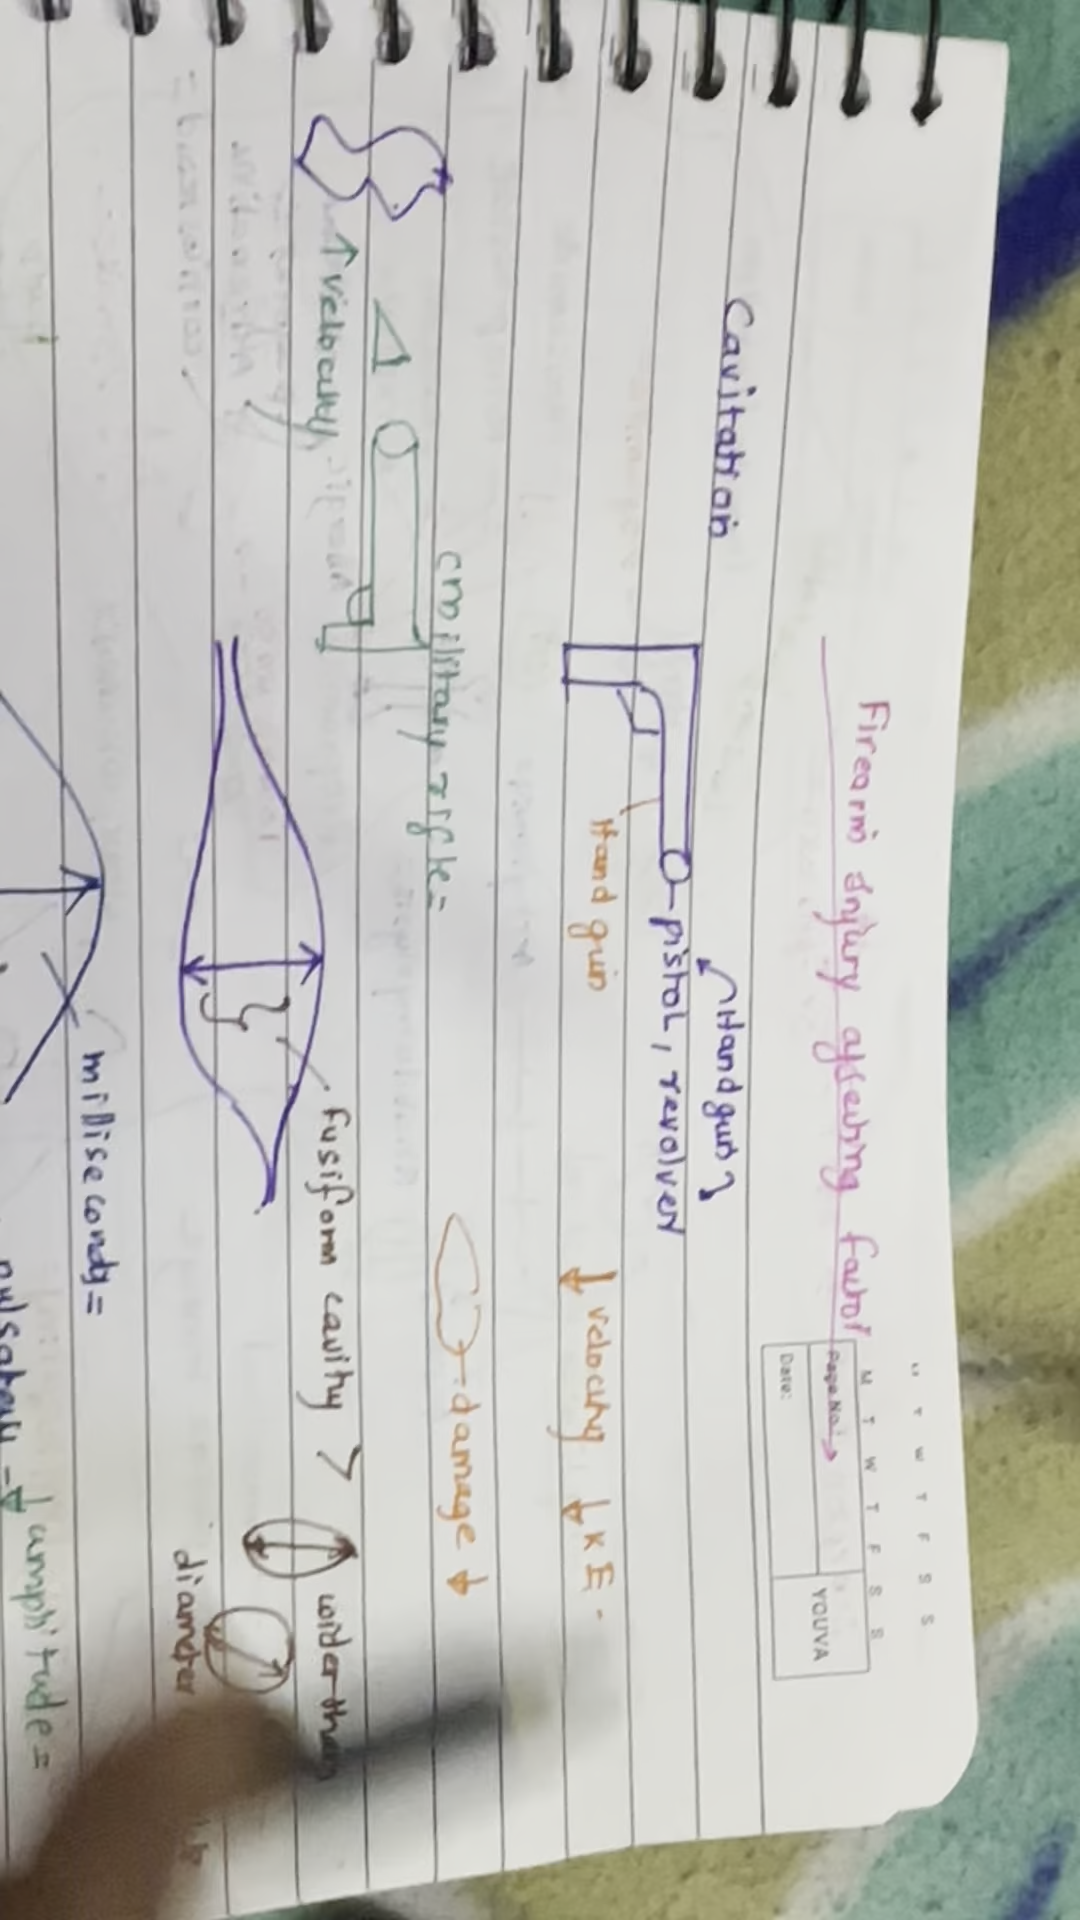 M T W T F S S
Page No.:
Date:
YOUVA
Firearm injury affecting factor
Cavitation
Handgun?
pistol, revolver
Hand gun
↓ velocity ↓ KE
damage ↓
military rifle =
↑ velocity
fusiform cavity > wider than
diameter
milliseconds =
amplitude =